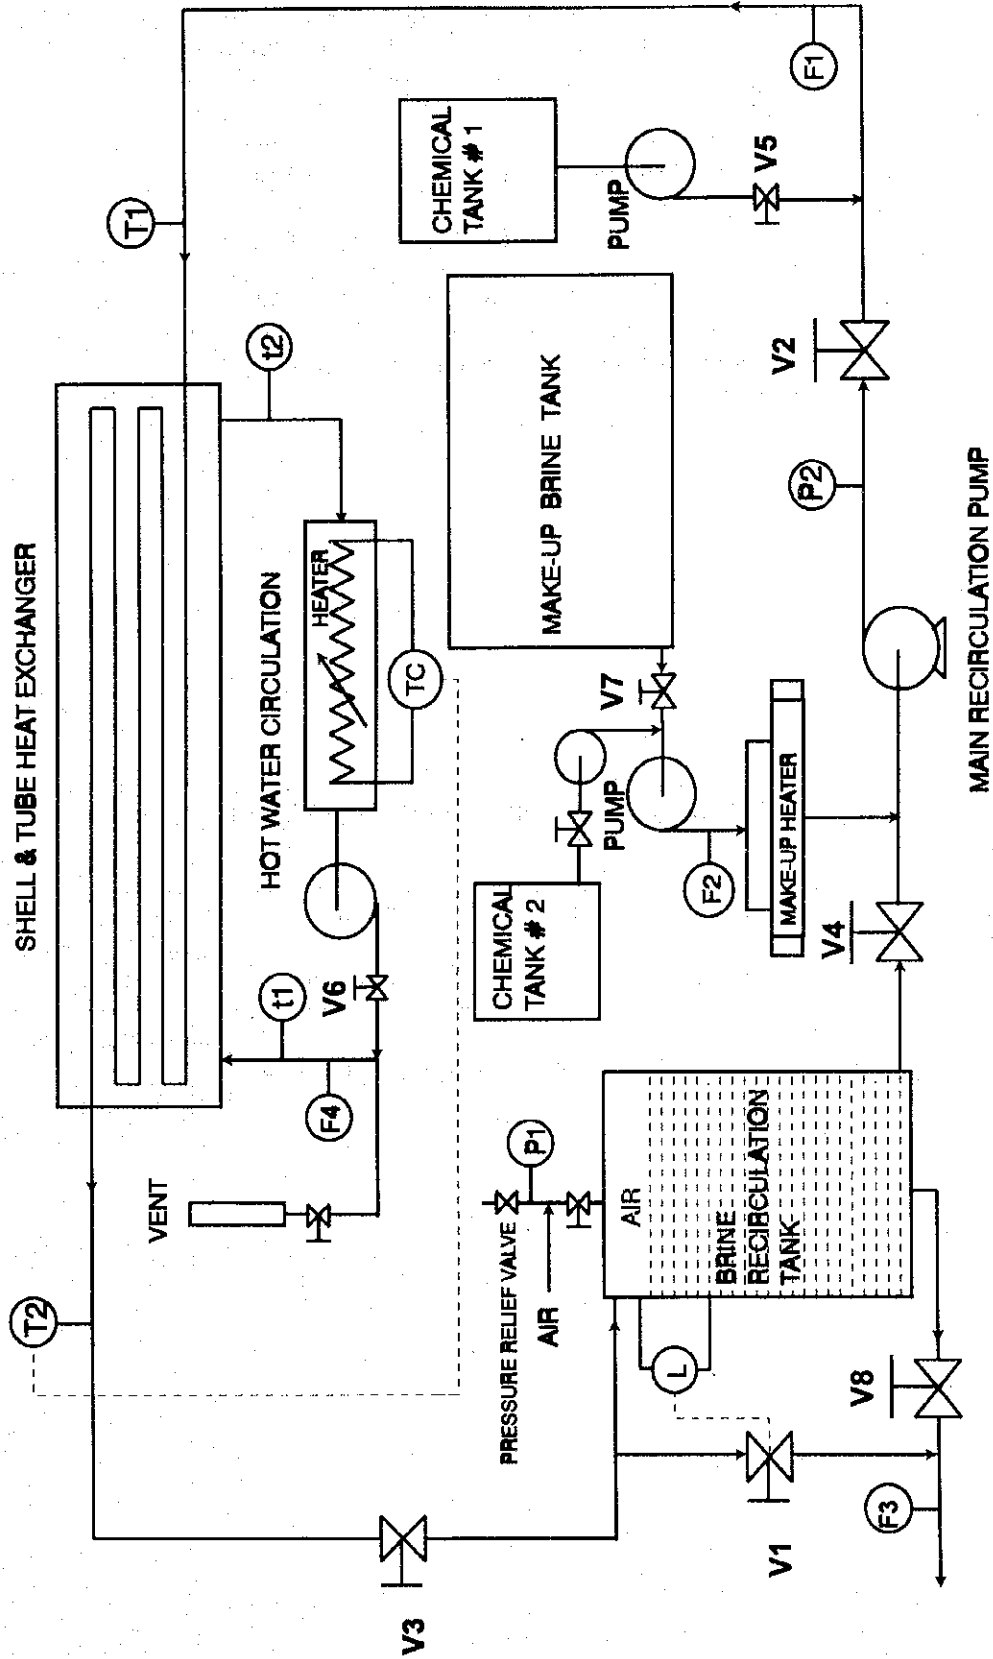 SHELL & TUBE HEAT EXCHANGER
T2
T1
VENT
F4
t1
t2
HOT WATER CIRCULATION
HEATER
TC
V6
V3
PRESSURE RELIEF VALVE
P1
AIR
AIR
BRINE
RECIRCULATION
TANK
L
V1
V8
F3
CHEMICAL
TANK # 2
PUMP
F2
V7
MAKE-UP HEATER
V4
MAKE-UP BRINE TANK
CHEMICAL
TANK # 1
PUMP
V5
V2
P2
F1
MAIN RECIRCULATION PUMP